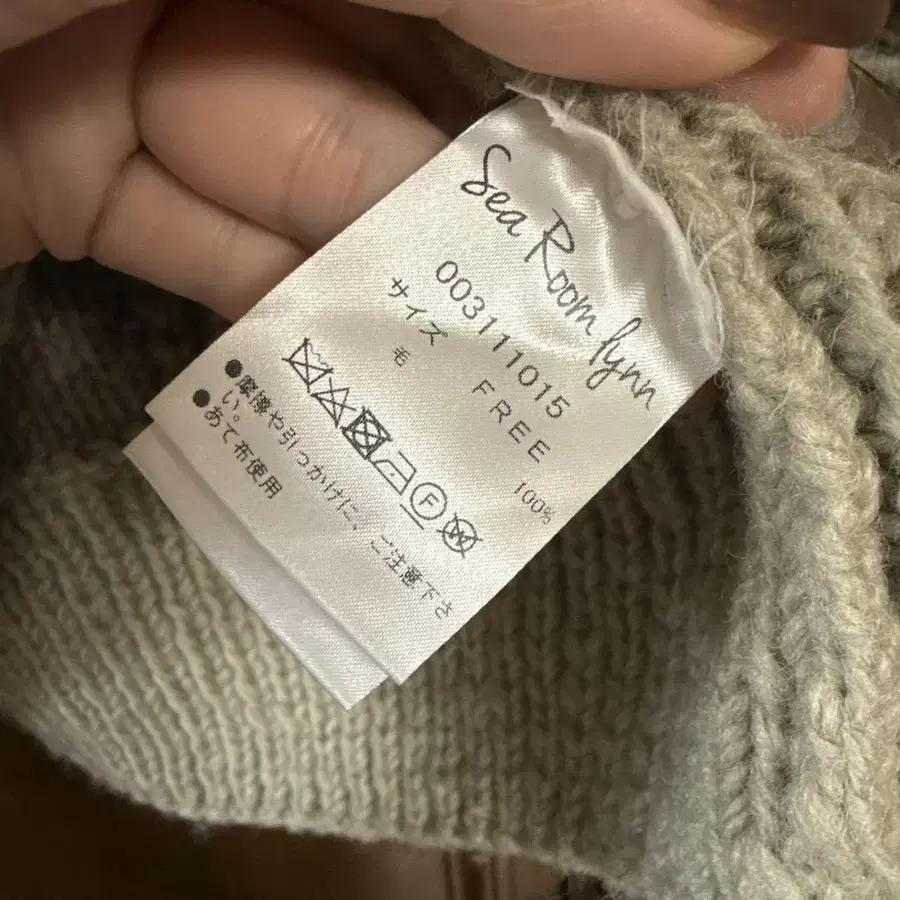 Sea Room lynn
003111015
サイズ FREE
毛 100%
F W
●摩擦や引っかけに、ご注意下さ
い。
●あて布使用